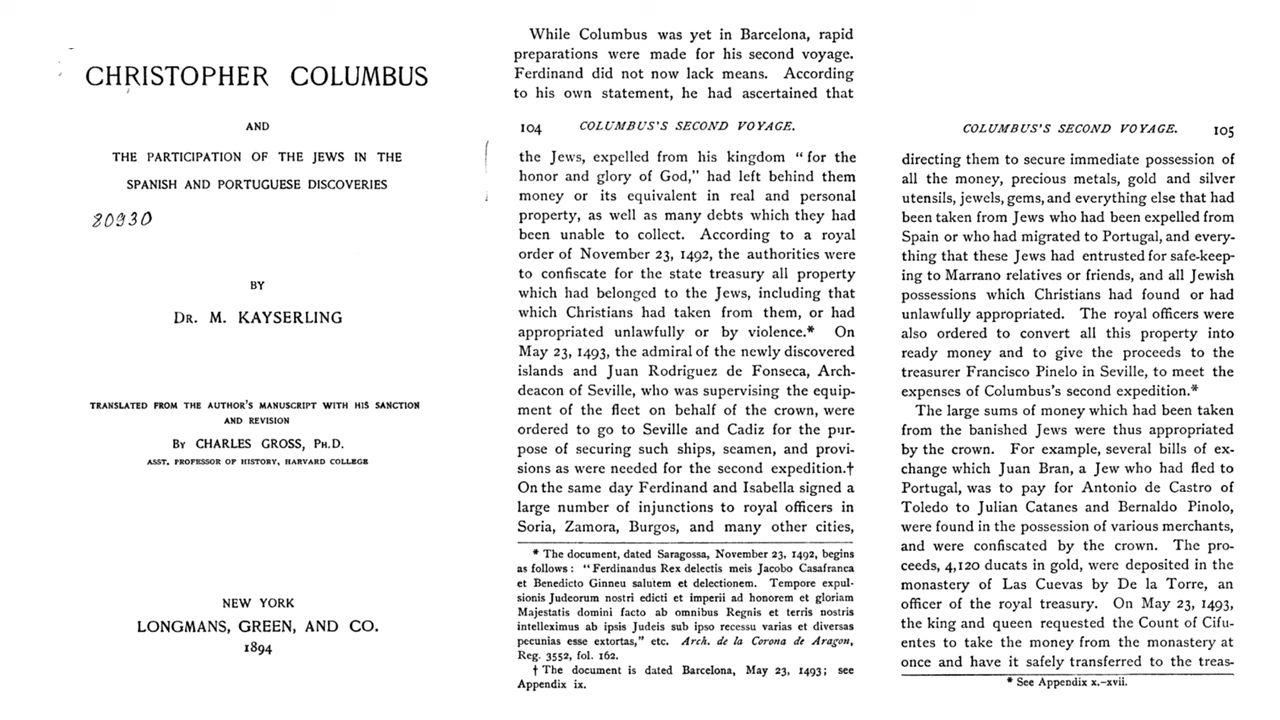 CHRISTOPHER COLUMBUS
AND
THE PARTICIPATION OF THE JEWS IN THE
SPANISH AND PORTUGUESE DISCOVERIES
80930
BY
DR. M. KAYSERLING
TRANSLATED FROM THE AUTHOR'S MANUSCRIPT WITH HIS SANCTION
AND REVISION
BY CHARLES GROSS, PH.D.
ASST. PROFESSOR OF HISTORY, HARVARD COLLEGE
NEW YORK
LONGMANS, GREEN, AND CO.
1894
While Columbus was yet in Barcelona, rapid
preparations were made for his second voyage.
Ferdinand did not now lack means. According
to his own statement, he had ascertained that
104 COLUMBUS'S SECOND VOYAGE.
the Jews, expelled from his kingdom "for the
honor and glory of God," had left behind them
money or its equivalent in real and personal
property, as well as many debts which they had
been unable to collect. According to a royal
order of November 23, 1492, the authorities were
to confiscate for the state treasury all property
which had belonged to the Jews, including that
which Christians had taken from them, or had
appropriated unlawfully or by violence.* On
May 23, 1493, the admiral of the newly discovered
islands and Juan Rodriguez de Fonseca, Arch-
deacon of Seville, who was supervising the equip-
ment of the fleet on behalf of the crown, were
ordered to go to Seville and Cadiz for the pur-
pose of securing such ships, seamen, and provi-
sions as were needed for the second expedition.†
On the same day Ferdinand and Isabella signed a
large number of injunctions to royal officers in
Soria, Zamora, Burgos, and many other cities,
* The document, dated Saragossa, November 23, 1492, begins
as follows: "Ferdinandus Rex delectis meis Jacobo Casafranca
et Benedicto Ginneu salutem et delectionem. Tempore expul-
sionis Judeorum nostri edicti et imperii ad honorem et gloriam
Majestatis domini facto ab omnibus Regnis et terris nostris
intelleximus ab ipsis Judeis sub ipso recessu varias et diversas
pecunias esse extortas," etc. Arch. de la Corona de Aragon,
Reg. 3552, fol. 162.
† The document is dated Barcelona, May 23, 1493; see
Appendix ix.
COLUMBUS'S SECOND VOYAGE. 105
directing them to secure immediate possession of
all the money, precious metals, gold and silver
utensils, jewels, gems, and everything else that had
been taken from Jews who had been expelled from
Spain or who had migrated to Portugal, and every-
thing that these Jews had entrusted for safe-keep-
ing to Marrano relatives or friends, and all Jewish
possessions which Christians had found or had
unlawfully appropriated. The royal officers were
also ordered to convert all this property into
ready money and to give the proceeds to the
treasurer Francisco Pinelo in Seville, to meet the
expenses of Columbus's second expedition.*
The large sums of money which had been taken
from the banished Jews were thus appropriated
by the crown. For example, several bills of ex-
change which Juan Bran, a Jew who had fled to
Portugal, was to pay for Antonio de Castro of
Toledo to Julian Catanes and Bernaldo Pinolo,
were found in the possession of various merchants,
and were confiscated by the crown. The pro-
ceeds, 4,120 ducats in gold, were deposited in the
monastery of Las Cuevas by De la Torre, an
officer of the royal treasury. On May 23, 1493,
the king and queen requested the Count of Cifu-
entes to take the money from the monastery at
once and have it safely transferred to the treas-
* See Appendix x.-xvii.